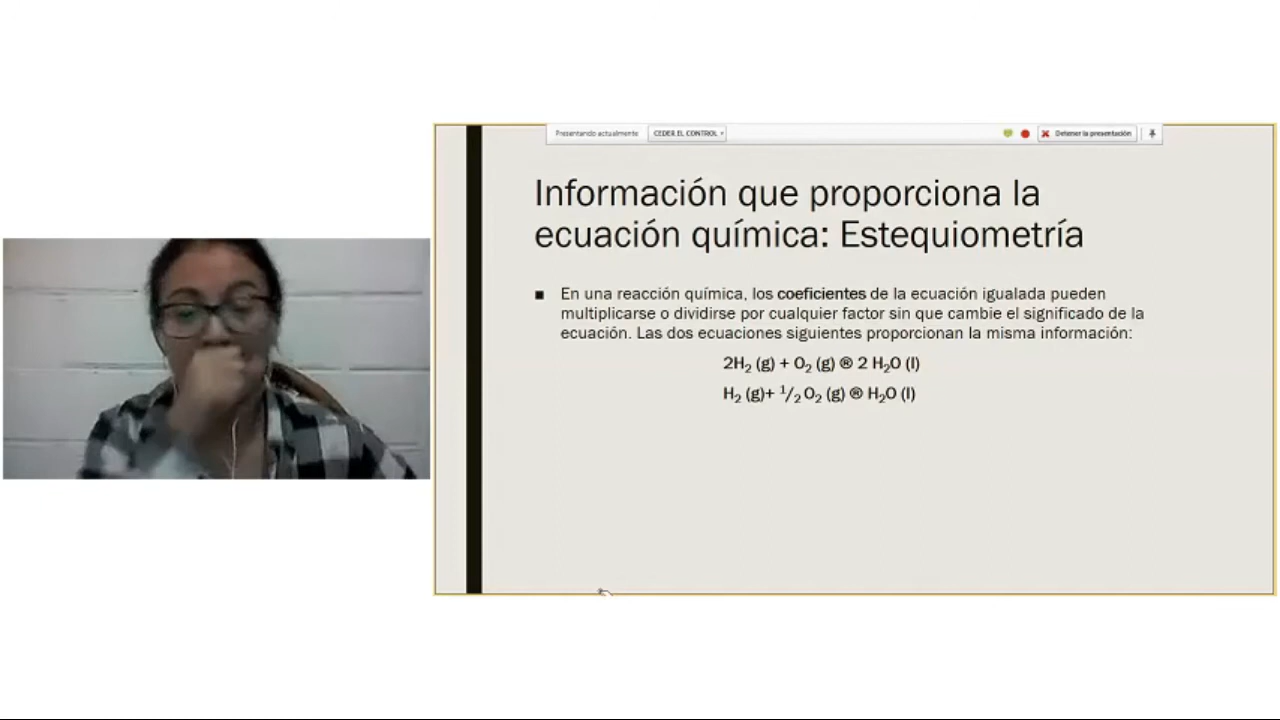 Presentando actualmente CEDER EL CONTROL Detener la presentación
Información que proporciona la
ecuación química: Estequiometría
■ En una reacción química, los coeficientes de la ecuación igualada pueden
multiplicarse o dividirse por cualquier factor sin que cambie el significado de la
ecuación. Las dos ecuaciones siguientes proporcionan la misma información:
2H₂ (g) + O₂ (g) ® 2 H₂O (l)
H₂ (g)+ ¹/₂ O₂ (g) ® H₂O (l)